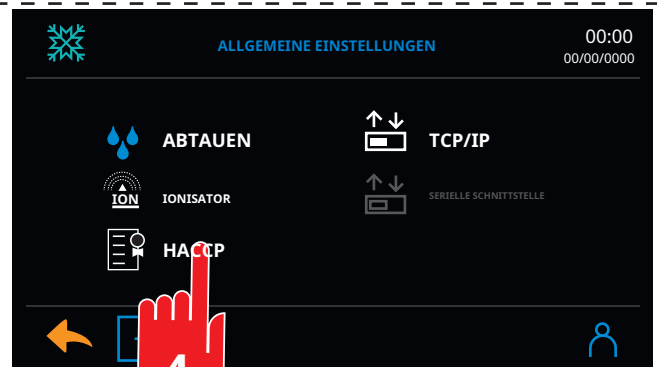 ALLGEMEINE EINSTELLUNGEN
00:00
00/00/0000
ABTAUEN
TCP/IP
ION
IONISATOR
SERIELLE SCHNITTSTELLE
HACCP
4